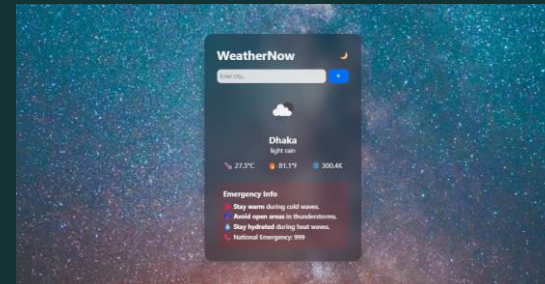 WeatherNow
Enter city...
Dhaka
light rain
27.3°C 81.1°F 300.4K
Emergency Info
Stay warm during cold waves.
Avoid open areas in thunderstorms.
Stay hydrated during heat waves.
National Emergency: 999